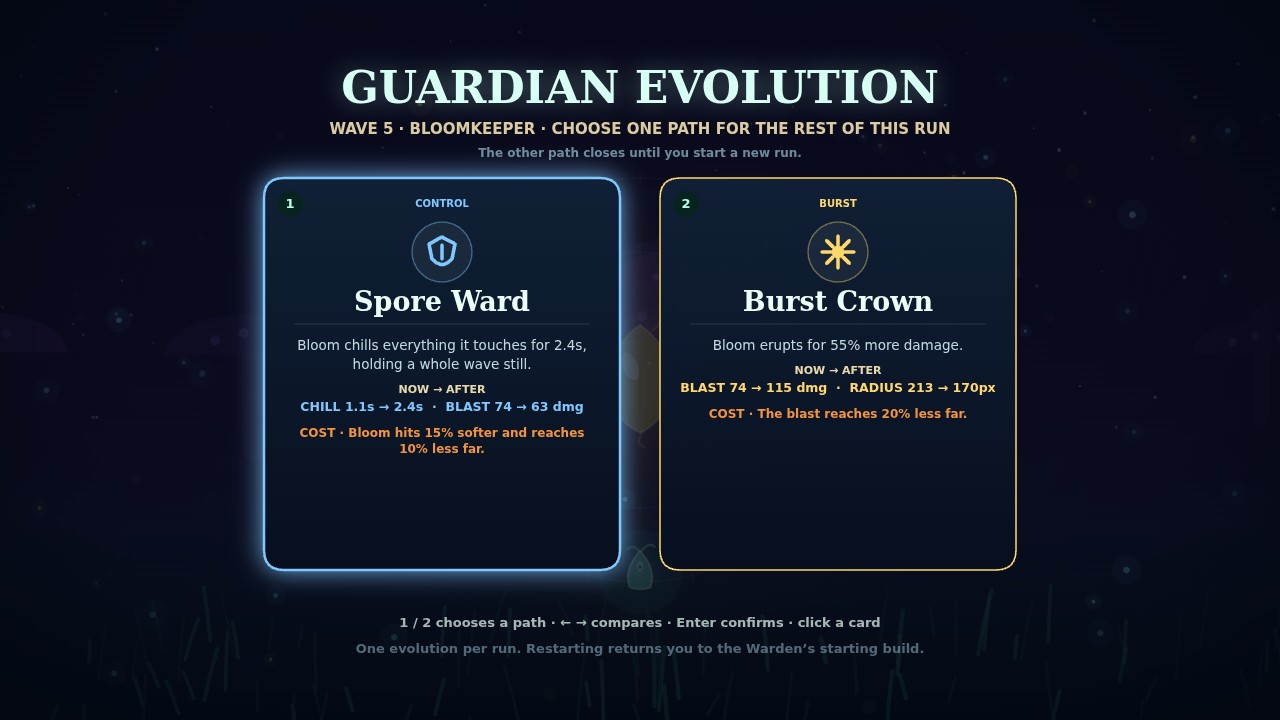 GUARDIAN EVOLUTION
WAVE 5 · BLOOMKEEPER · CHOOSE ONE PATH FOR THE REST OF THIS RUN
The other path closes until you start a new run.
1
CONTROL
Spore Ward
Bloom chills everything it touches for 2.4s,
holding a whole wave still.
NOW → AFTER
CHILL 1.1s → 2.4s · BLAST 74 → 63 dmg
COST · Bloom hits 15% softer and reaches
10% less far.
2
BURST
Burst Crown
Bloom erupts for 55% more damage.
NOW → AFTER
BLAST 74 → 115 dmg · RADIUS 213 → 170px
COST · The blast reaches 20% less far.
1 / 2 chooses a path · ← → compares · Enter confirms · click a card
One evolution per run. Restarting returns you to the Warden’s starting build.